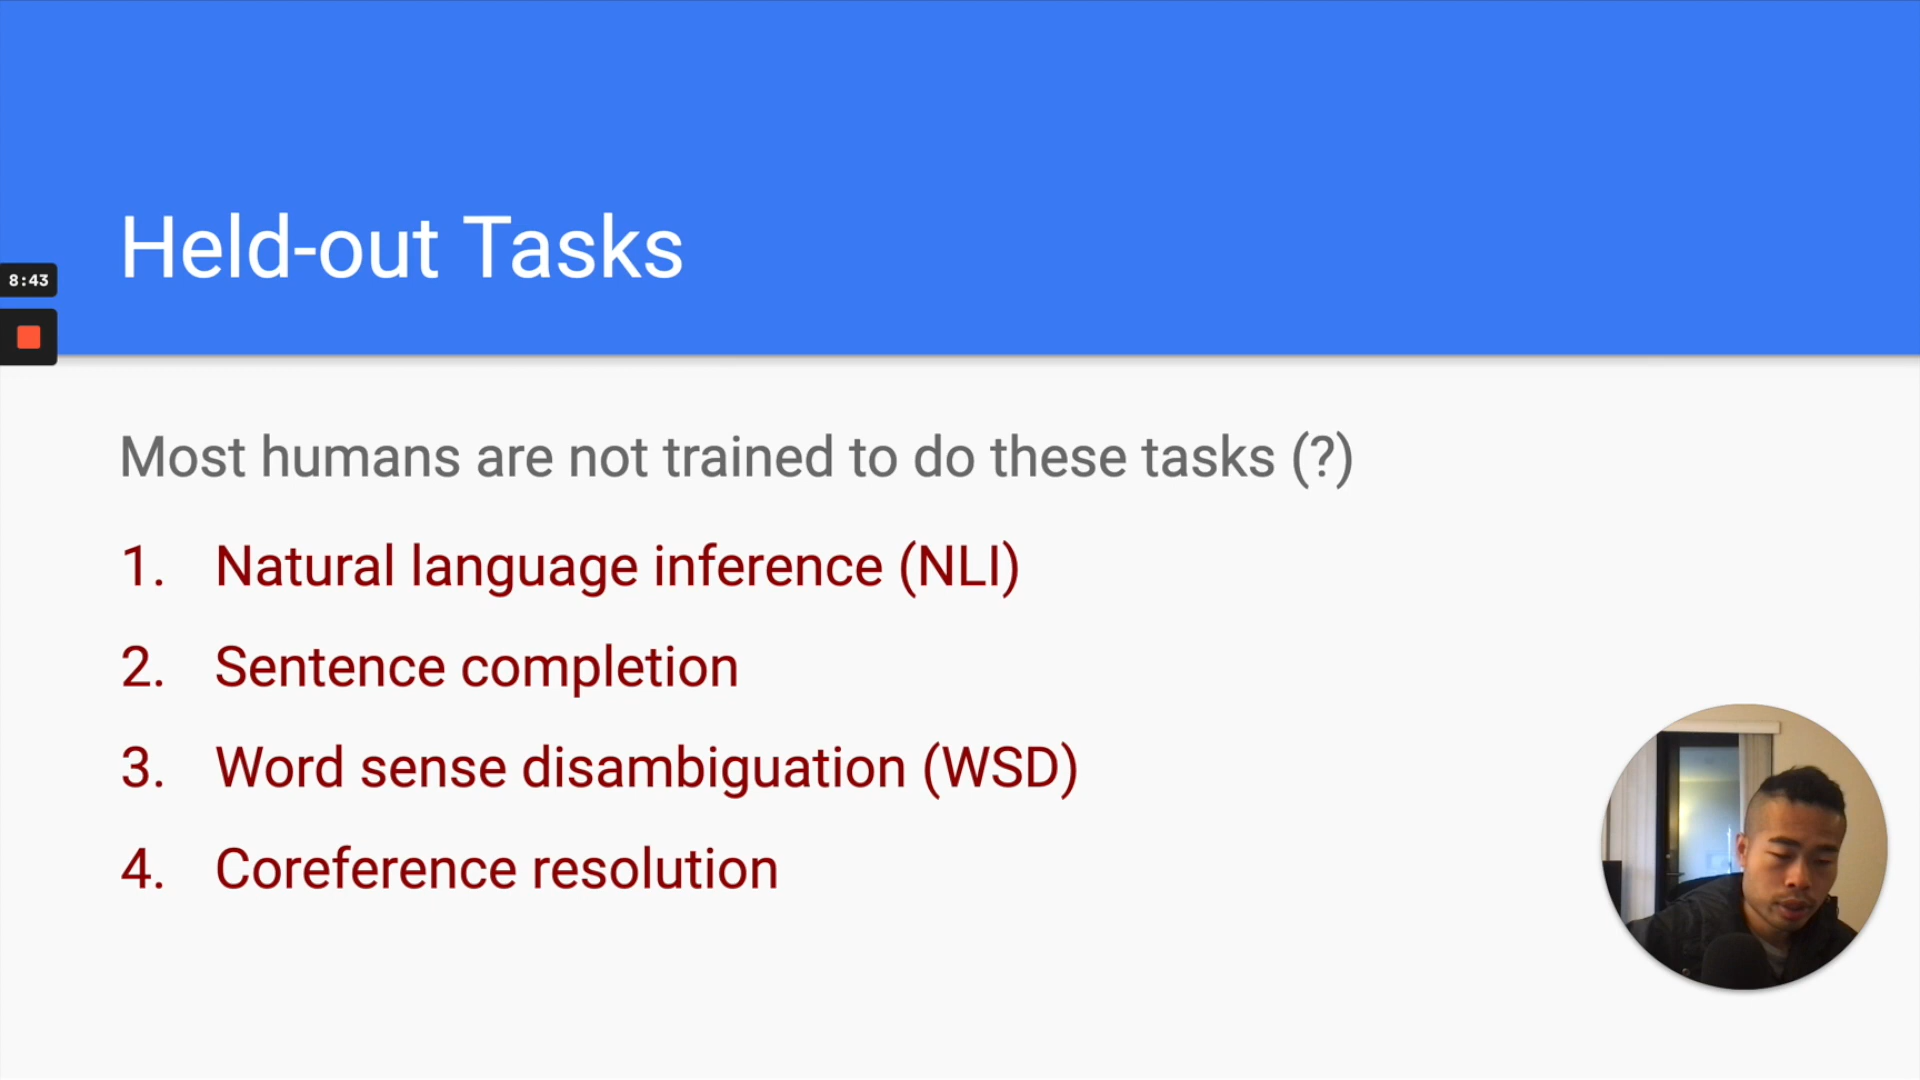 Held-out Tasks
8:43
Most humans are not trained to do these tasks (?)
1. Natural language inference (NLI)
2. Sentence completion
3. Word sense disambiguation (WSD)
4. Coreference resolution